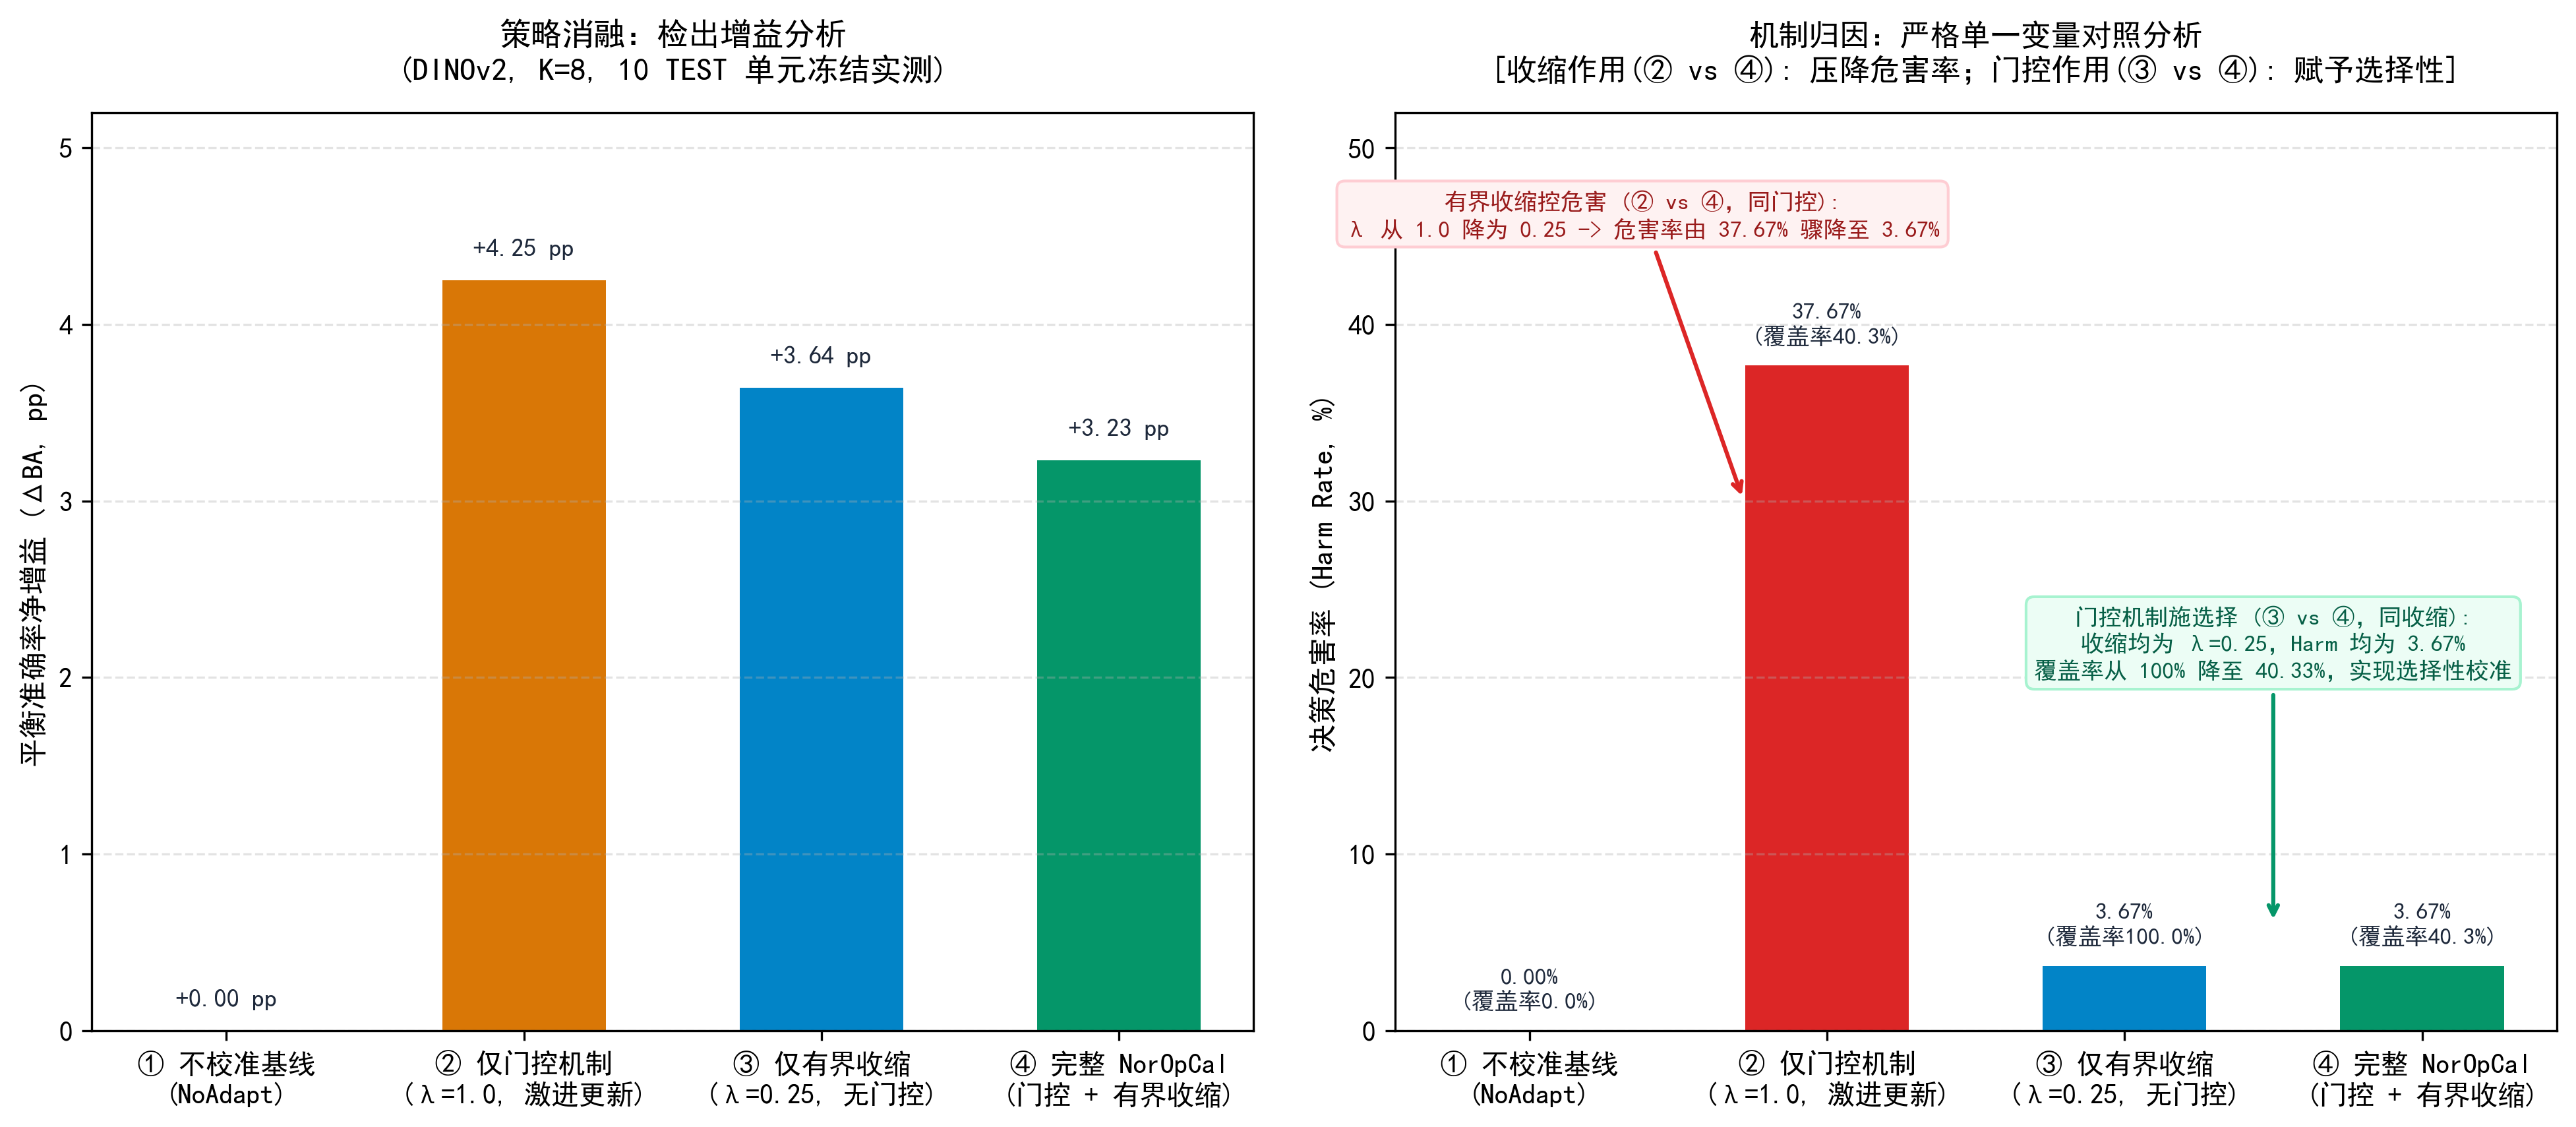 策略消融：检出增益分析
(DINOv2, K=8, 10 TEST 单元冻结实测)
平衡准确率净增益 (ΔBA, pp)
5
4
3
2
1
0
+0.00 pp
+4.25 pp
+3.64 pp
+3.23 pp
① 不校准基线
(NoAdapt)
② 仅门控机制
(λ=1.0, 激进更新)
③ 仅有界收缩
(λ=0.25, 无门控)
④ 完整 NorOpCal
(门控 + 有界收缩)
机制归因：严格单一变量对照分析
[收缩作用(② vs ④): 压降危害率；门控作用(③ vs ④): 赋予选择性]
决策危害率 (Harm Rate, %)
50
40
30
20
10
0
有界收缩控危害 (② vs ④, 同门控):
λ 从 1.0 降为 0.25 -> 危害率由 37.67% 骤降至 3.67%
37.67%
(覆盖率40.3%)
门控机制施选择 (③ vs ④, 同收缩):
收缩均为 λ=0.25, Harm 均为 3.67%
覆盖率从 100% 降至 40.33%, 实现选择性校准
0.00%
(覆盖率0.0%)
3.67%
(覆盖率100.0%)
3.67%
(覆盖率40.3%)
① 不校准基线
(NoAdapt)
② 仅门控机制
(λ=1.0, 激进更新)
③ 仅有界收缩
(λ=0.25, 无门控)
④ 完整 NorOpCal
(门控 + 有界收缩)